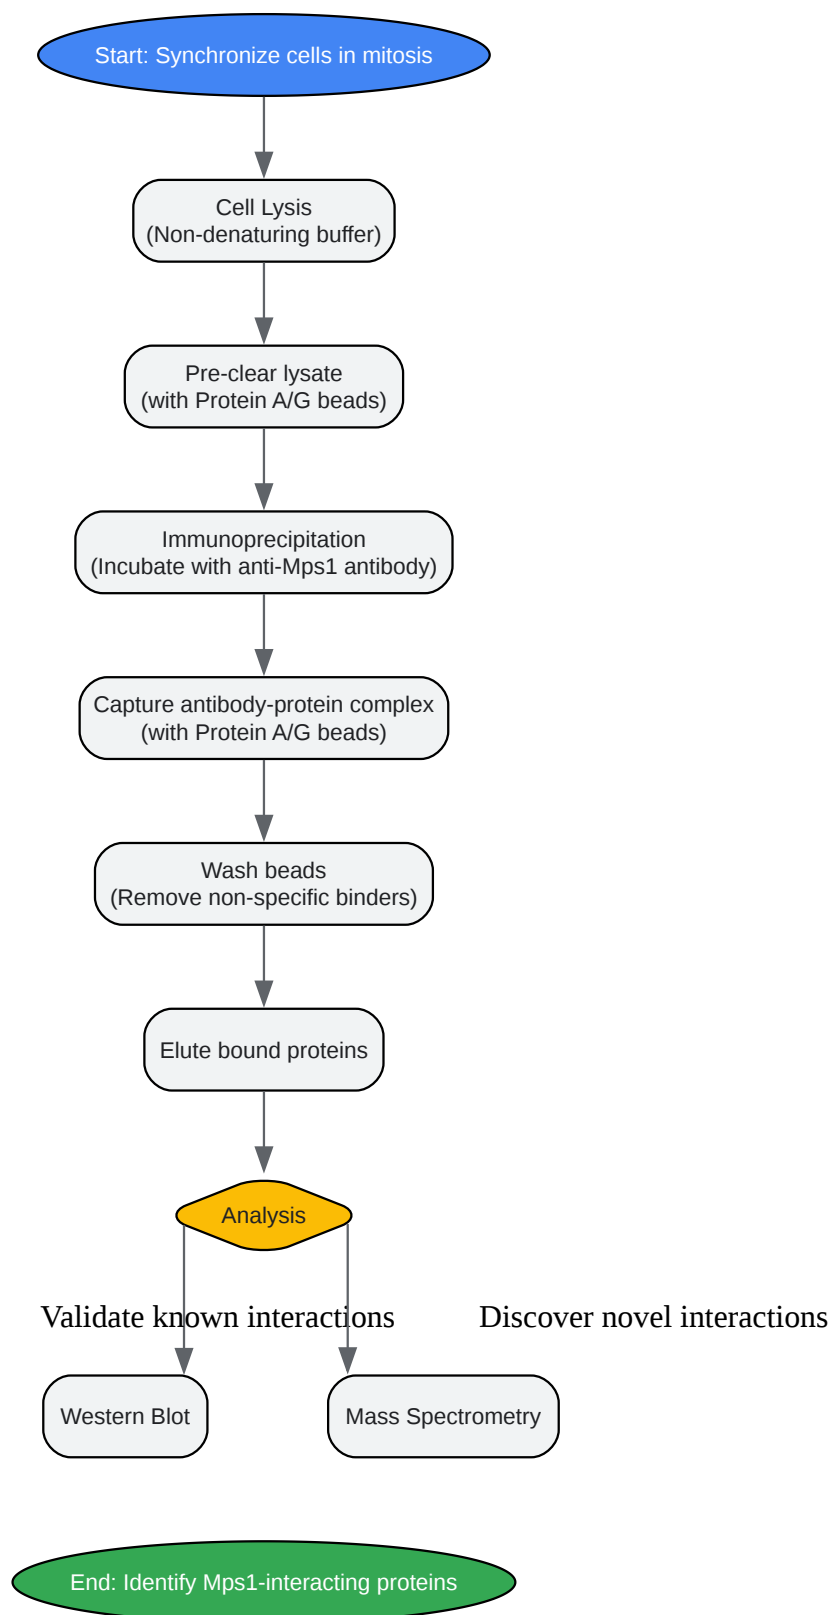 Start: Synchronize cells in mitosis
Cell Lysis
(Non-denaturing buffer)
Pre-clear lysate
(with Protein A/G beads)
Immunoprecipitation
(Incubate with anti-Mps1 antibody)
Capture antibody-protein complex
(with Protein A/G beads)
Wash beads
(Remove non-specific binders)
Elute bound proteins
Analysis
Validate known interactions
Discover novel interactions
Western Blot
Mass Spectrometry
End: Identify Mps1-interacting proteins